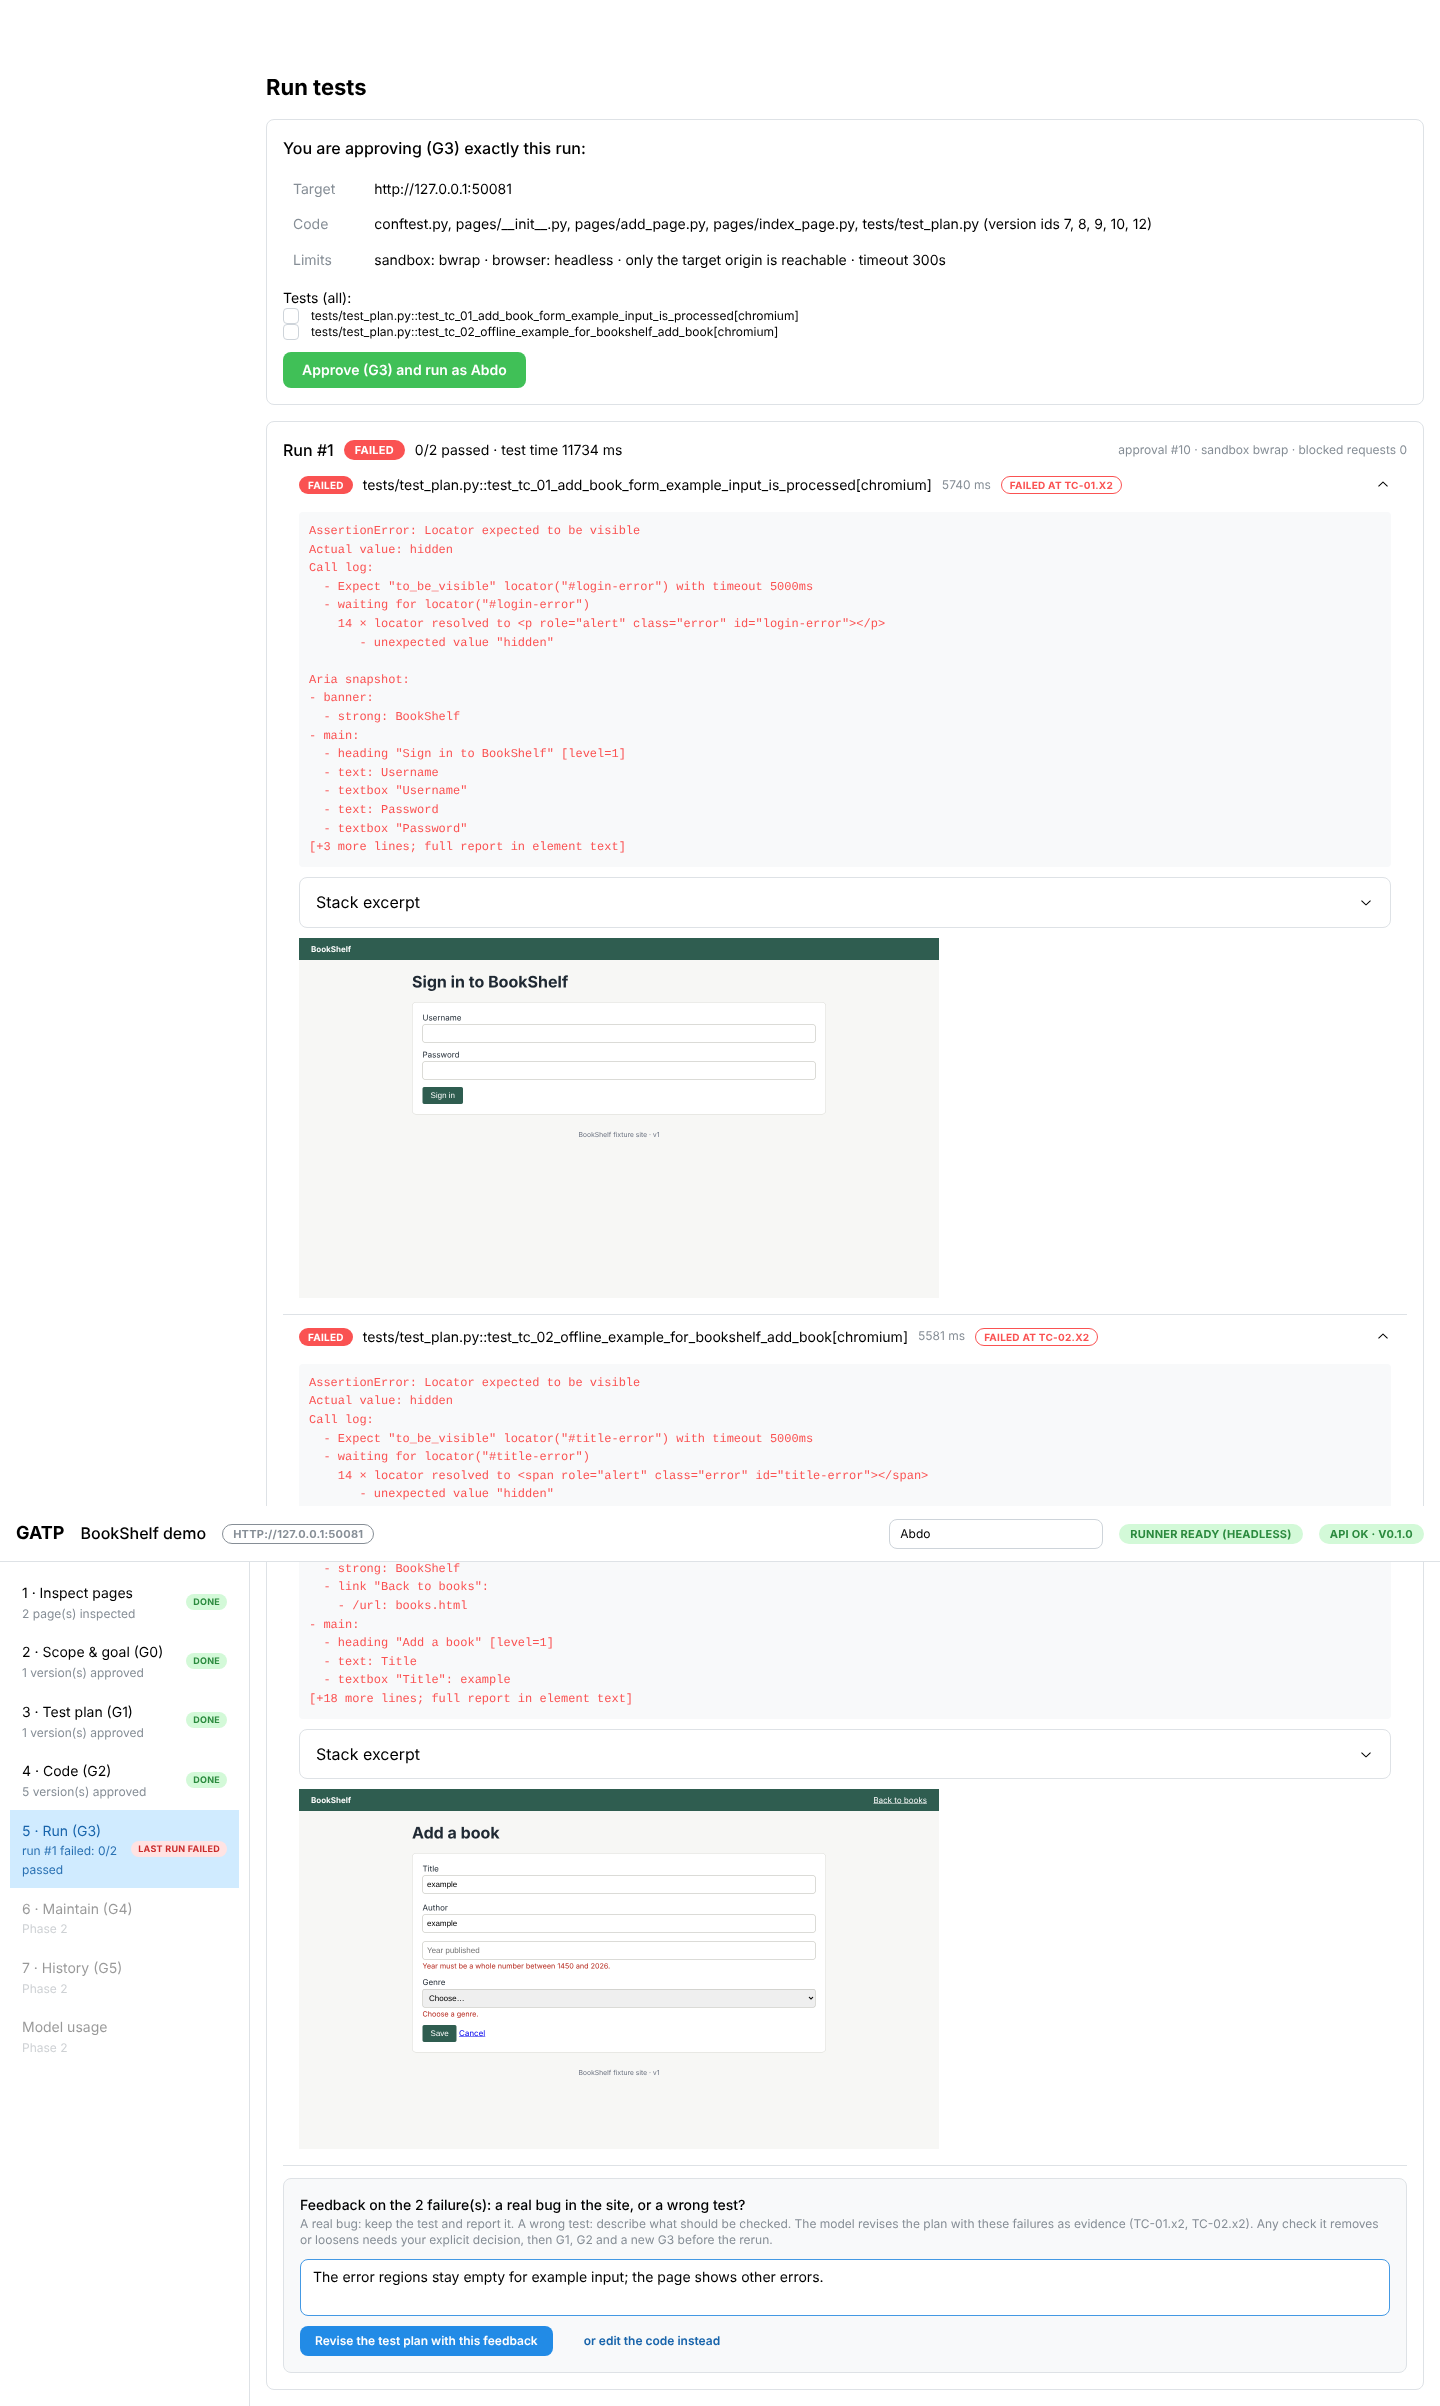 Run tests
You are approving (G3) exactly this run:
Target http://127.0.0.1:50081
Code conftest.py, pages/__init__.py, pages/add_page.py, pages/index_page.py, tests/test_plan.py (version ids 7, 8, 9, 10, 12)
Limits sandbox: bwrap · browser: headless · only the target origin is reachable · timeout 300s
Tests (all):
tests/test_plan.py::test_tc_01_add_book_form_example_input_is_processed[chromium]
tests/test_plan.py::test_tc_02_offline_example_for_bookshelf_add_book[chromium]
Approve (G3) and run as Abdo
Run #1 FAILED 0/2 passed · test time 11734 ms approval #10 · sandbox bwrap · blocked requests 0
FAILED tests/test_plan.py::test_tc_01_add_book_form_example_input_is_processed[chromium] 5740 ms FAILED AT TC-01.X2
AssertionError: Locator expected to be visible
Actual value: hidden
Call log:
- Expect "to_be_visible" locator("#login-error") with timeout 5000ms
- waiting for locator("#login-error")
14 × locator resolved to <p role="alert" class="error" id="login-error"></p>
- unexpected value "hidden"
Aria snapshot:
- banner:
- strong: BookShelf
- main:
- heading "Sign in to BookShelf" [level=1]
- text: Username
- textbox "Username"
- text: Password
- textbox "Password"
[+3 more lines; full report in element text]
Stack excerpt
BookShelf
Sign in to BookShelf
Username
Password
Sign in
BookShelf fixture site · v1
FAILED tests/test_plan.py::test_tc_02_offline_example_for_bookshelf_add_book[chromium] 5581 ms FAILED AT TC-02.X2
AssertionError: Locator expected to be visible
Actual value: hidden
Call log:
- Expect "to_be_visible" locator("#title-error") with timeout 5000ms
- waiting for locator("#title-error")
14 × locator resolved to <span role="alert" class="error" id="title-error"></span>
- unexpected value "hidden"
GATP BookShelf demo HTTP://127.0.0.1:50081 Abdo RUNNER READY (HEADLESS) API OK · V0.1.0
1 · Inspect pages
2 page(s) inspected
DONE
2 · Scope & goal (G0)
1 version(s) approved
DONE
3 · Test plan (G1)
1 version(s) approved
DONE
4 · Code (G2)
5 version(s) approved
DONE
5 · Run (G3)
run #1 failed: 0/2
passed
LAST RUN FAILED
6 · Maintain (G4)
Phase 2
7 · History (G5)
Phase 2
Model usage
Phase 2
- strong: BookShelf
- link "Back to books":
- /url: books.html
- main:
- heading "Add a book" [level=1]
- text: Title
- textbox "Title": example
[+18 more lines; full report in element text]
Stack excerpt
BookShelf Back to books
Add a book
Title
example
Author
example
Year published
Year must be a whole number between 1450 and 2026.
Genre
Choose...
Choose a genre.
Save Cancel
BookShelf fixture site · v1
Feedback on the 2 failure(s): a real bug in the site, or a wrong test?
A real bug: keep the test and report it. A wrong test: describe what should be checked. The model revises the plan with these failures as evidence (TC-01.x2, TC-02.x2). Any check it removes
or loosens needs your explicit decision, then G1, G2 and a new G3 before the rerun.
The error regions stay empty for example input; the page shows other errors.
Revise the test plan with this feedback or edit the code instead